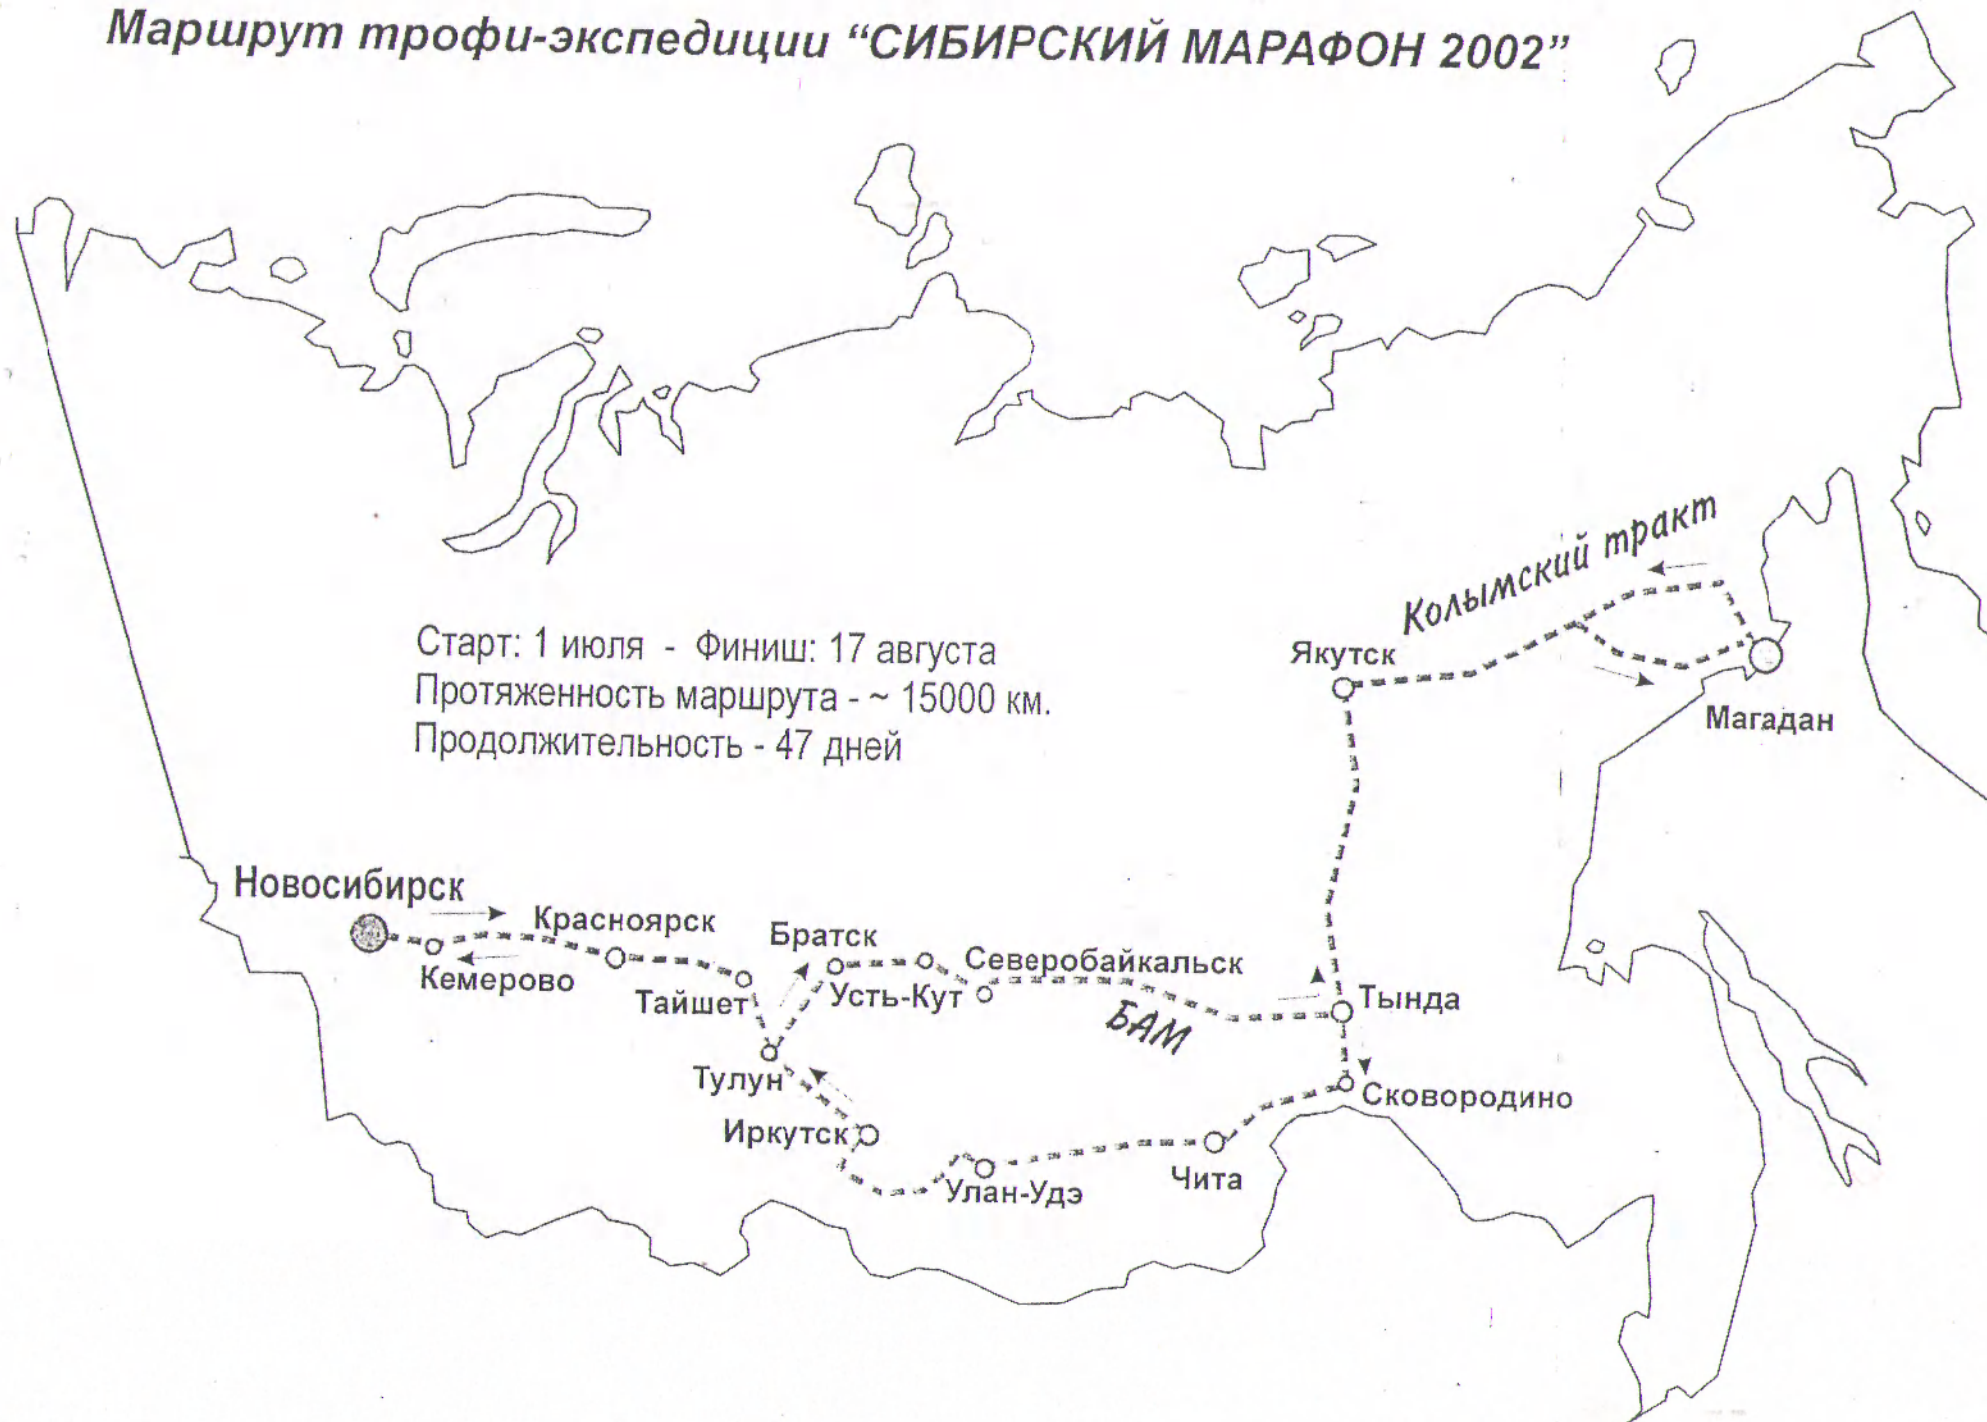 Маршрут трофи-экспедиции “СИБИРСКИЙ МАРАФОН 2002”
Колымский тракт
Старт: 1 июля - Финиш: 17 августа
Протяженность маршрута - ~ 15000 км.
Продолжительность - 47 дней
Якутск
Магадан
Новосибирск
Красноярск
Братск
Северобайкальск
Кемерово
Тайшет
Усть-Кут
Тында
БАМ
Тулун
Сковородино
Иркутск
Улан-Удэ
Чита